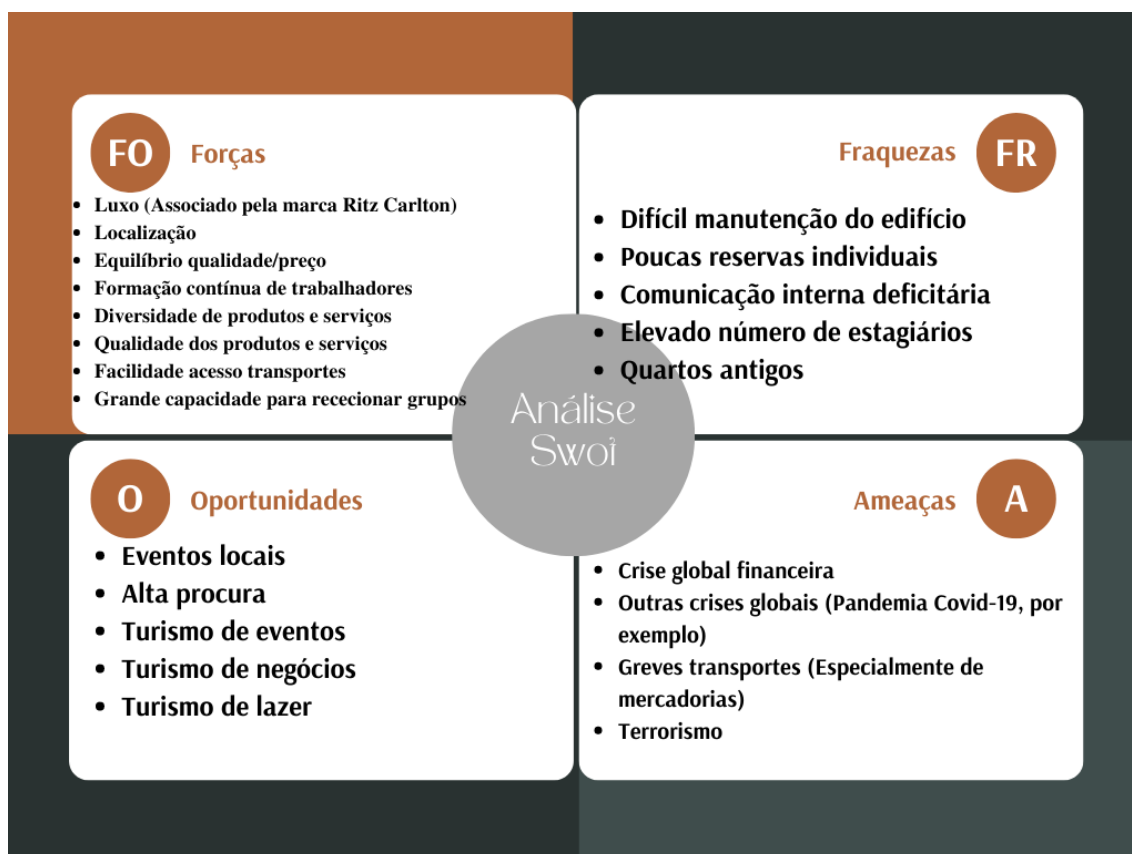 FO
Forças
Luxo (Associado pela marca Ritz Carlton)
Localização
Equilíbrio qualidade/preço
Formação contínua de trabalhadores
Diversidade de produtos e serviços
Qualidade dos produtos e serviços
Facilidade acesso transportes
Grande capacidade para rececionar grupos
Fraquezas
FR
Difícil manutenção do edifício
Poucas reservas individuais
Comunicação interna deficitária
Elevado número de estagiários
Quartos antigos
Análise
Swot
O
Oportunidades
Eventos locais
Alta procura
Turismo de eventos
Turismo de negócios
Turismo de lazer
Ameaças
A
Crise global financeira
Outras crises globais (Pandemia Covid-19, por
exemplo)
Greves transportes (Especialmente de
mercadorias)
Terrorismo